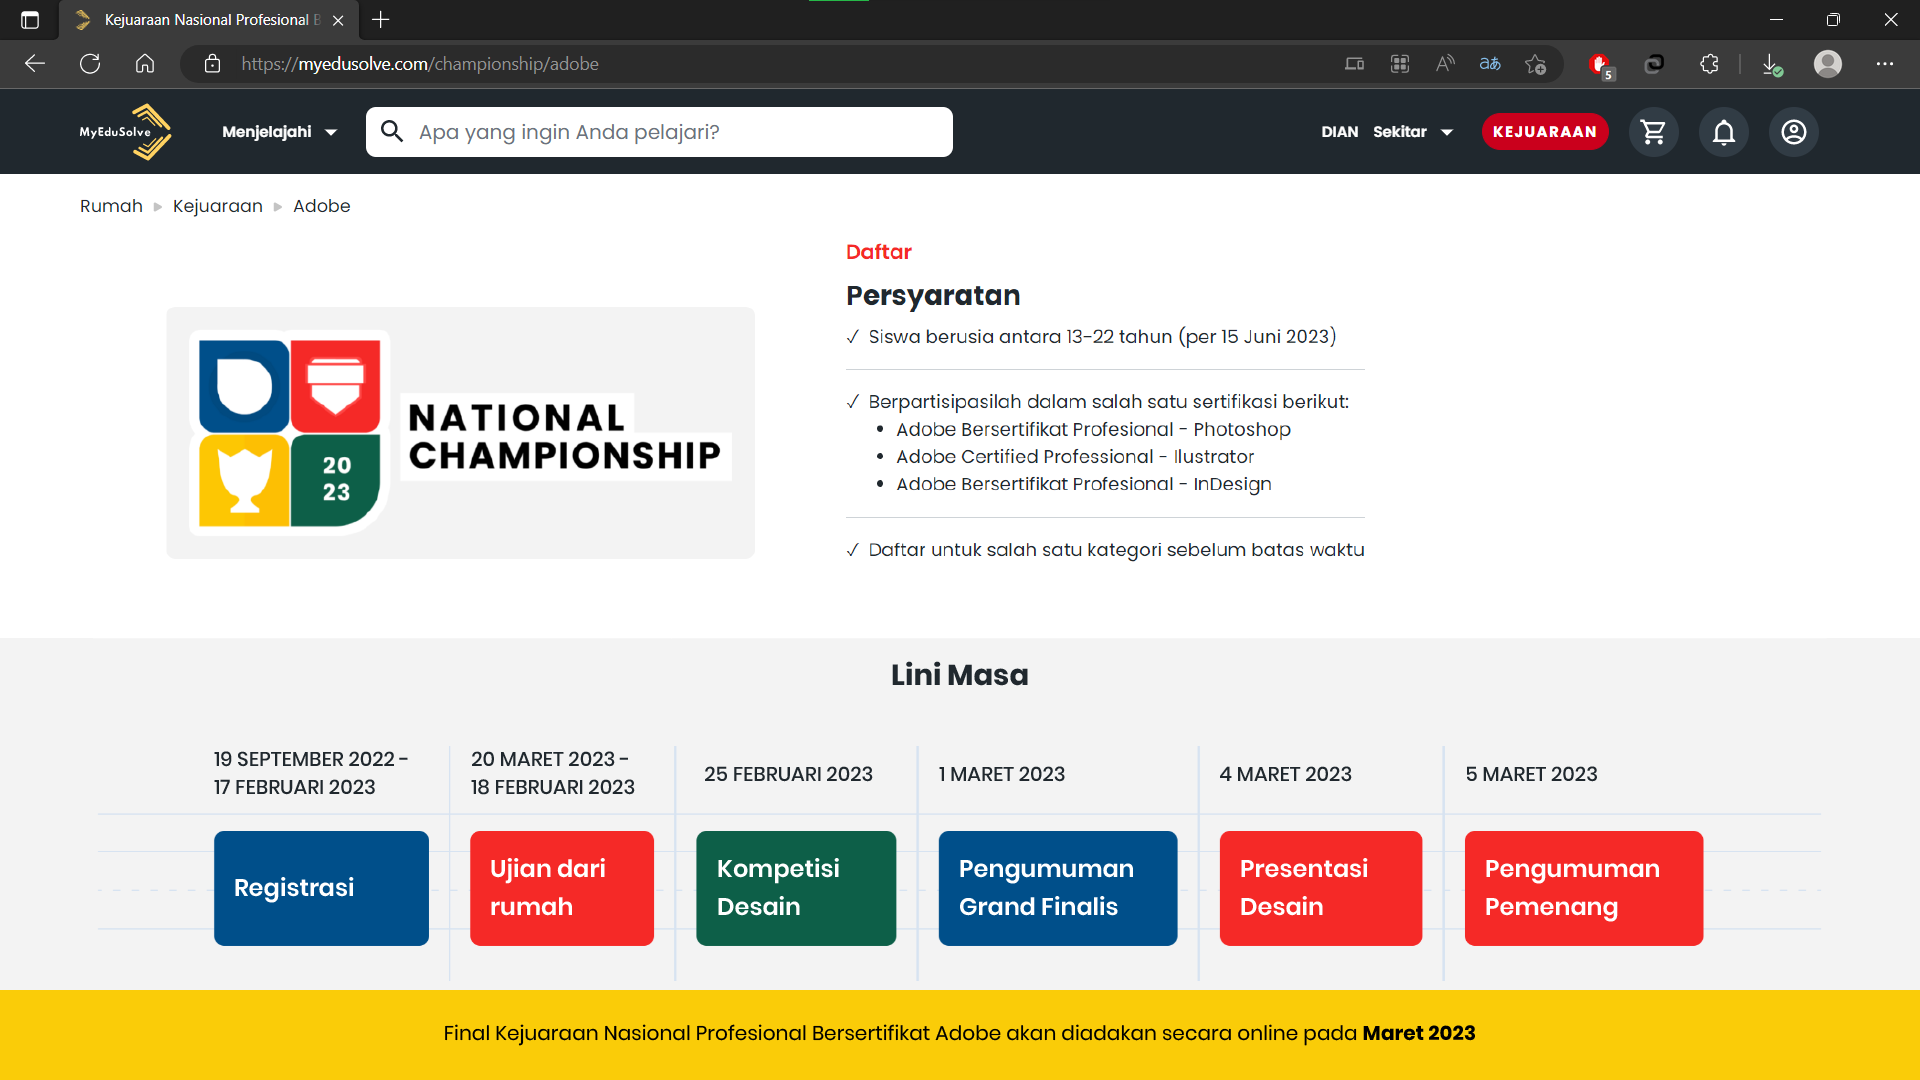 Kejuaraan Nasional Profesional B
https://myedusolve.com/championship/adobe
5
MyEduSolve
Menjelajahi
Apa yang ingin Anda pelajari?
DIAN
Sekitar
KEJUARAAN
Rumah
Kejuaraan
Adobe
Daftar
Persyaratan
✓ Siswa berusia antara 13-22 tahun (per 15 Juni 2023)
✓ Berpartisipasilah dalam salah satu sertifikasi berikut:
• Adobe Bersertifikat Profesional - Photoshop
• Adobe Certified Professional - Ilustrator
• Adobe Bersertifikat Profesional - InDesign
✓ Daftar untuk salah satu kategori sebelum batas waktu
NATIONAL
CHAMPIONSHIP
20
23
Lini Masa
19 SEPTEMBER 2022 -
17 FEBRUARI 2023
Registrasi
20 MARET 2023 -
18 FEBRUARI 2023
Ujian dari
rumah
25 FEBRUARI 2023
Kompetisi
Desain
1 MARET 2023
Pengumuman
Grand Finalis
4 MARET 2023
Presentasi
Desain
5 MARET 2023
Pengumuman
Pemenang
Final Kejuaraan Nasional Profesional Bersertifikat Adobe akan diadakan secara online pada Maret 2023